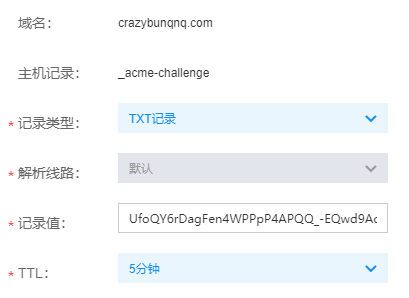 域名： crazybunqnq.com
主机记录： _acme-challenge
* 记录类型： TXT记录
* 解析线路： 默认
* 记录值： UfoQY6rDagFen4WPPpP4APQQ_-EQwd9Ac
* TTL： 5分钟